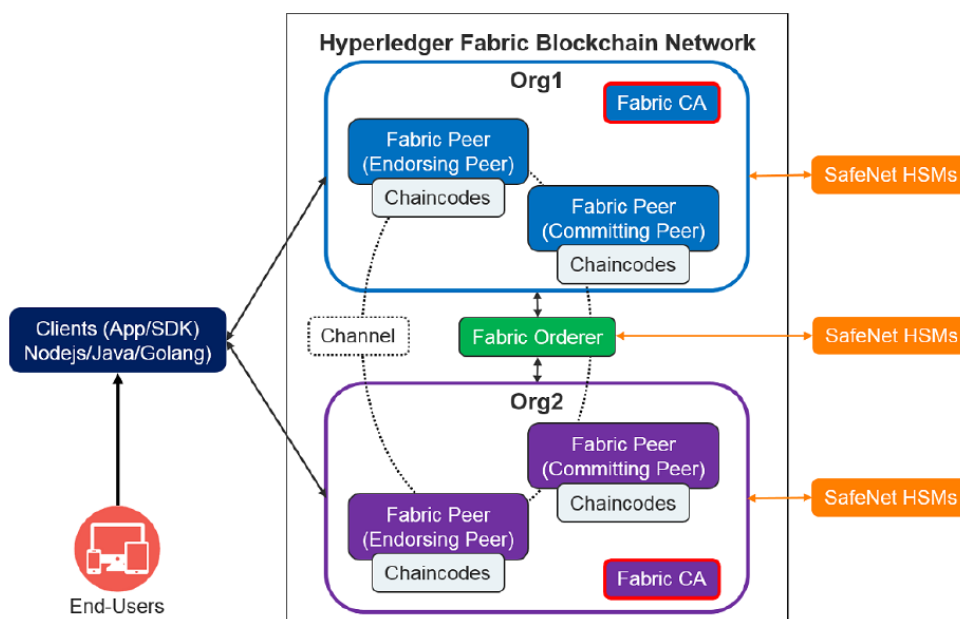 Hyperledger Fabric Blockchain Network
Org1
Fabric CA
Fabric Peer
(Endorsing Peer)
Chaincodes
Fabric Peer
(Committing Peer)
Chaincodes
SafeNet HSMs
Clients (App/SDK)
Nodejs/Java/Golang)
Channel
Fabric Orderer
SafeNet HSMs
Org2
Fabric Peer
(Committing Peer)
Chaincodes
Fabric Peer
(Endorsing Peer)
Chaincodes
SafeNet HSMs
Fabric CA
End-Users